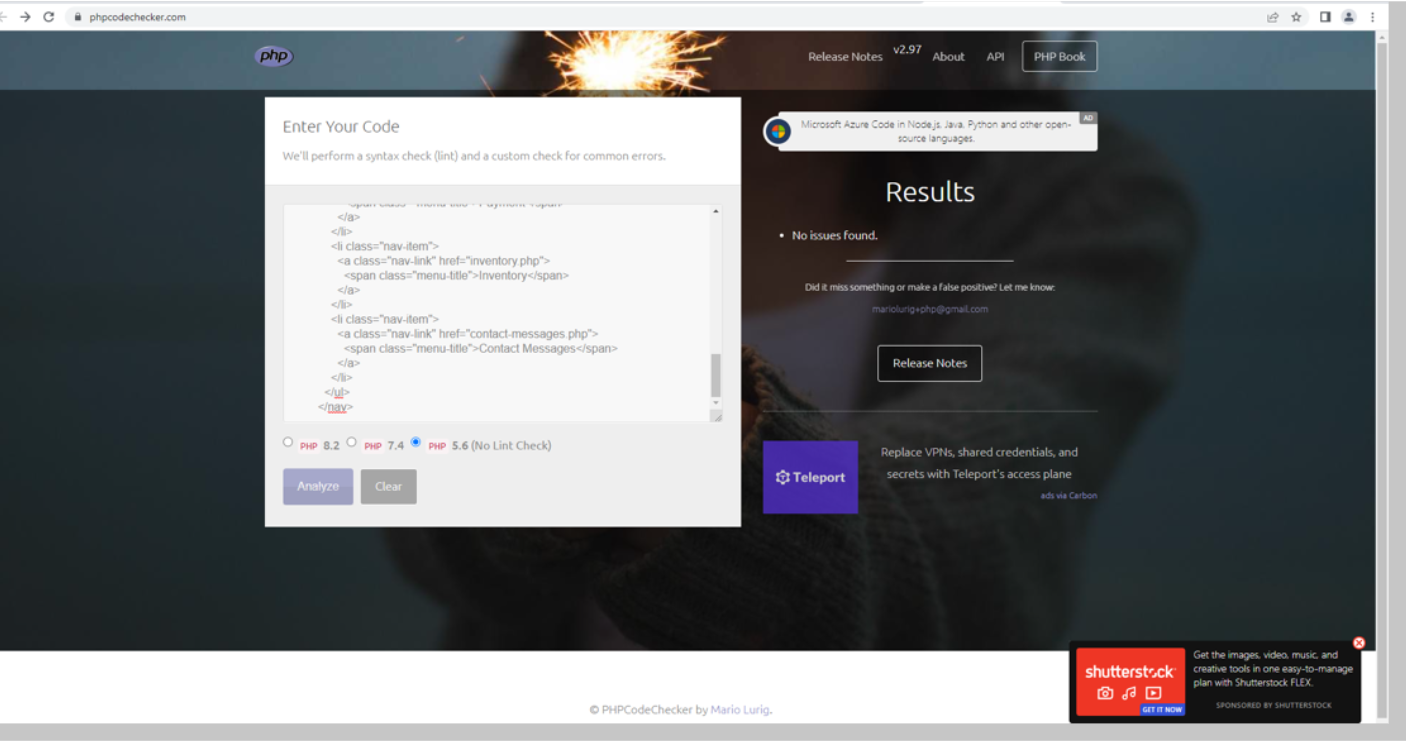 phpcodechecker.com
php
Release Notes v2.97 About API PHP Book
Enter Your Code
We'll perform a syntax check (lint) and a custom check for common errors.
</a>
</li>
<li class="nav-item">
<a class="nav-link" href="inventory.php">
<span class="menu-title">Inventory</span>
</a>
</li>
<li class="nav-item">
<a class="nav-link" href="contact-messages.php">
<span class="menu-title">Contact Messages</span>
</a>
</li>
</ul>
</nav>
PHP 8.2 PHP 7.4 PHP 5.6 (No Lint Check)
Analyze Clear
Microsoft Azure Code in Node.js, Java, Python and other open-
source languages.
AD
Results
• No issues found.
Did it miss something or make a false positive? Let me know:
mariolurig+php@gmail.com
Release Notes
Teleport
Replace VPNs, shared credentials, and
secrets with Teleport's access plane
ads via Carbon
© PHPCodeChecker by Mario Lurig.
shutterstock
GET IT NOW
Get the images, video, music, and
creative tools in one easy-to-manage
plan with Shutterstock FLEX.
SPONSORED BY SHUTTERSTOCK